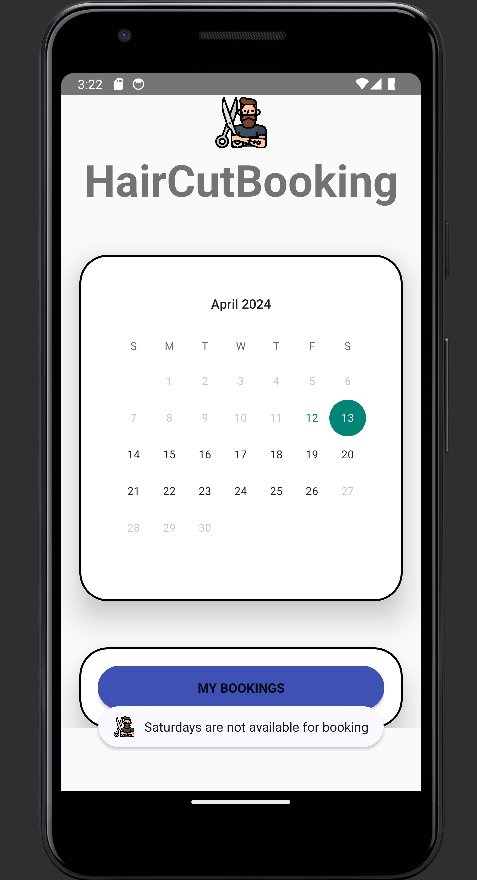 3:22
HairCutBooking
April 2024
S M T W T F S
1 2 3 4 5 6
7 8 9 10 11 12 13
14 15 16 17 18 19 20
21 22 23 24 25 26 27
28 29 30
MY BOOKINGS
Saturdays are not available for booking